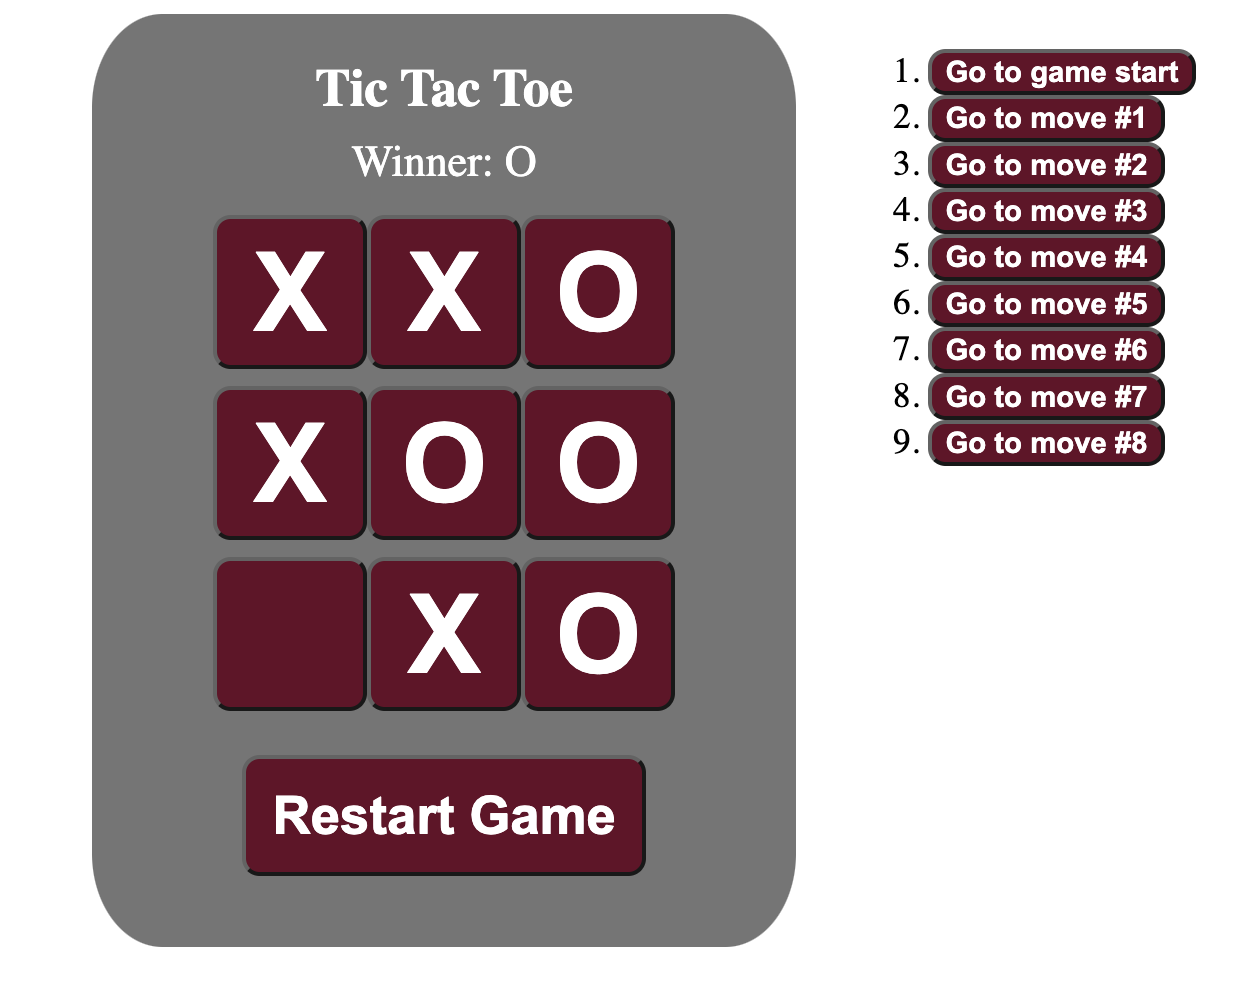 Tic Tac Toe
Winner: O
X X O
X O O
X O
Restart Game
1. Go to game start
2. Go to move #1
3. Go to move #2
4. Go to move #3
5. Go to move #4
6. Go to move #5
7. Go to move #6
8. Go to move #7
9. Go to move #8